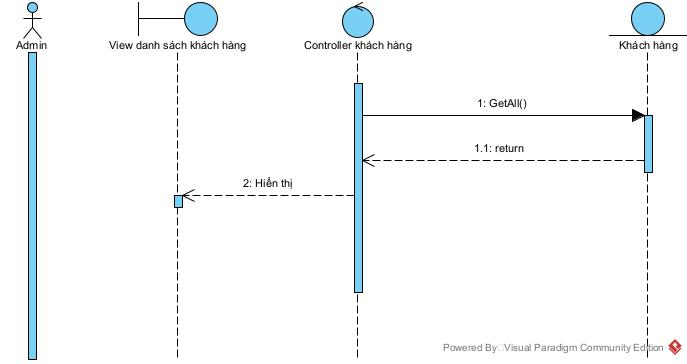 Admin
View danh sách khách hàng
Controller khách hàng
Khách hàng
1: GetAll()
1.1: return
2: Hiển thị
Powered By Visual Paradigm Community Edition